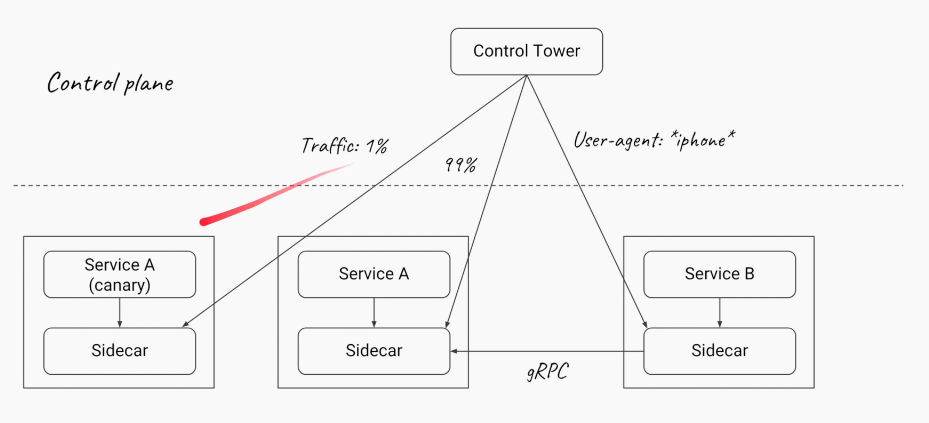 Control Tower
Control plane
Traffic: 1%
99%
User-agent: *iphone*
Service A
(canary)
Service A
Service B
Sidecar
Sidecar
Sidecar
gRPC